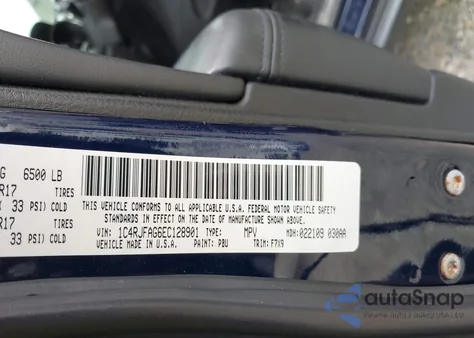 G 6500 LB
R17 TIRES
33 PSI) COLD
R17 TIRES
33 PSI) COLD
THIS VEHICLE CONFORMS TO ALL APPLICABLE U.S.A. FEDERAL MOTOR VEHICLE SAFETY
STANDARDS IN EFFECT ON THE DATE OF MANUFACTURE SHOWN ABOVE.
VIN: 1C4RJFAG6EC128901 TYPE: MPV MDH: 022109 030AA
VEHICLE MADE IN U.S.A. PAINT: PBU TRIM: F7X9
autoSnap